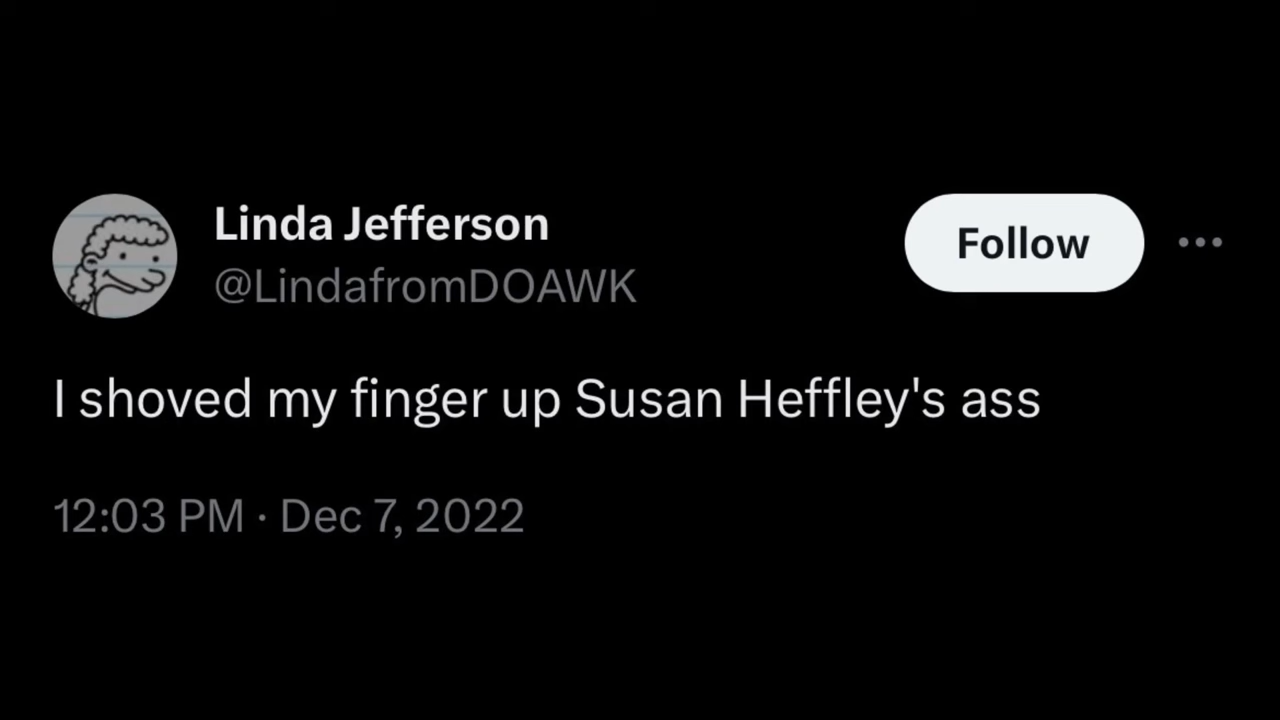 Linda Jefferson
@LindafromDOAWK
Follow
I shoved my finger up Susan Heffley's ass
12:03 PM · Dec 7, 2022